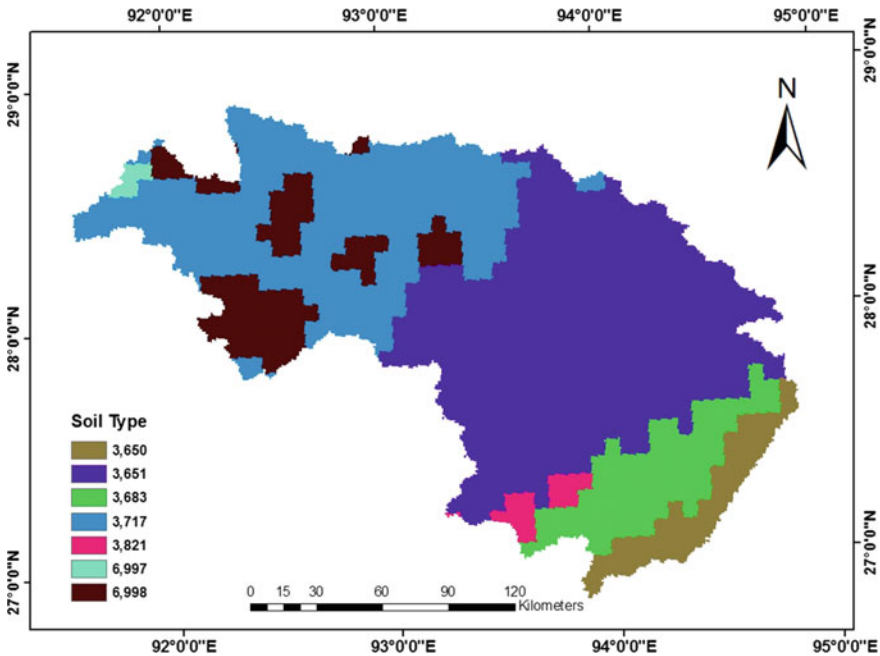 92°0'0"E 93°0'0"E 94°0'0"E 95°0'0"E
29°0'0"N
29°0'0"N
N
28°0'0"N
28°0'0"N
Soil Type
3,650
3,651
3,683
3,717
3,821
6,997
6,998
27°0'0"N
27°0'0"N
0 15 30 60 90 120
Kilometers
92°0'0"E 93°0'0"E 94°0'0"E 95°0'0"E